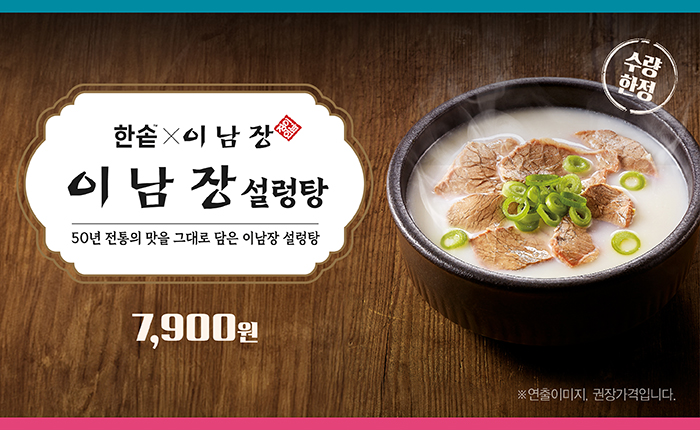 한솥×이남장
이남장 설렁탕
50년 전통의 맛을 그대로 담은 이남장 설렁탕
7,900원
수량
한정
※연출이미지, 권장가격입니다.